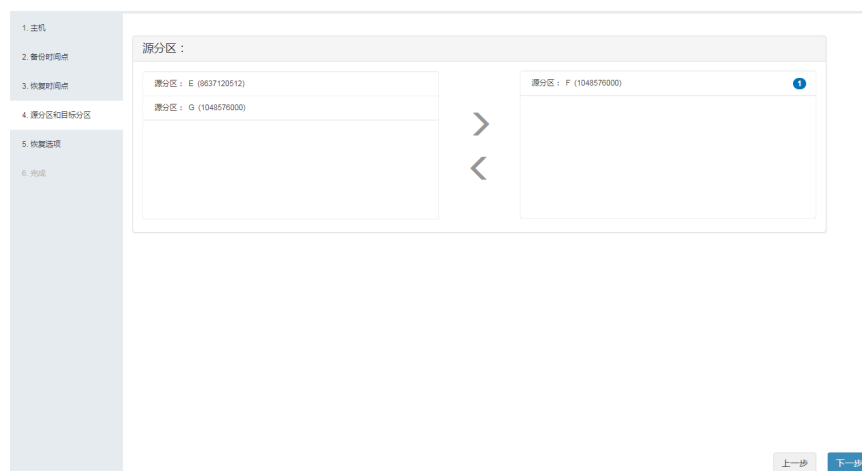 1. 主机
2. 备份时间点
3. 恢复时间点
4. 源分区和目标分区
5. 恢复选项
6. 完成
源分区：
源分区： E (8637120512)
源分区： G (1048576000)
源分区： F (1048576000) 1
上一步 下一步